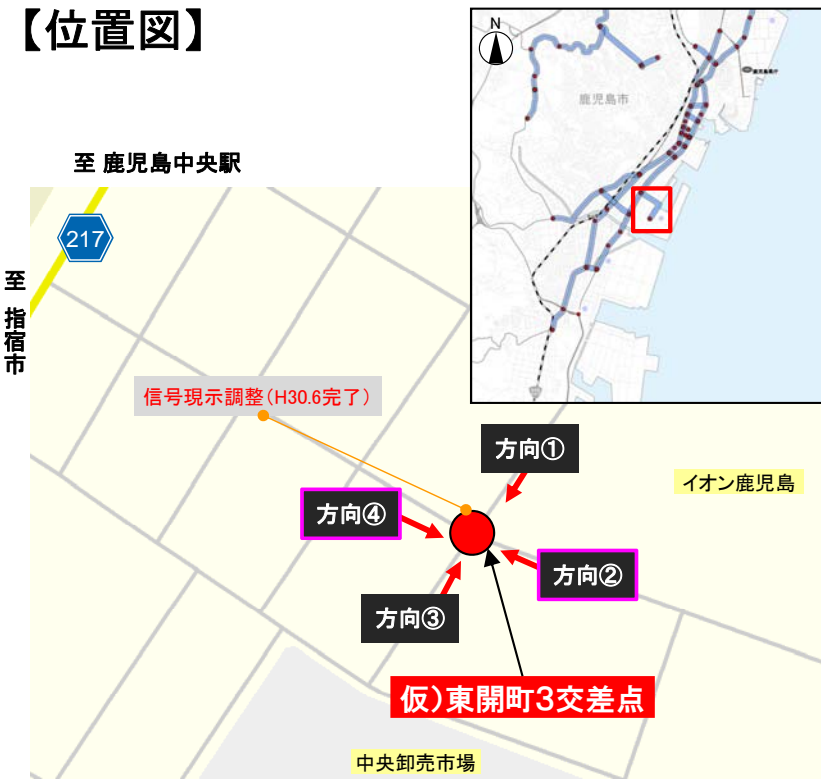 【位置図】
N
鹿児島市
至 鹿児島中央駅
217
至 指宿市
信号現示調整(H30.6完了)
方向①
イオン鹿児島
方向④
方向②
方向③
仮)東開町3交差点
中央卸売市場